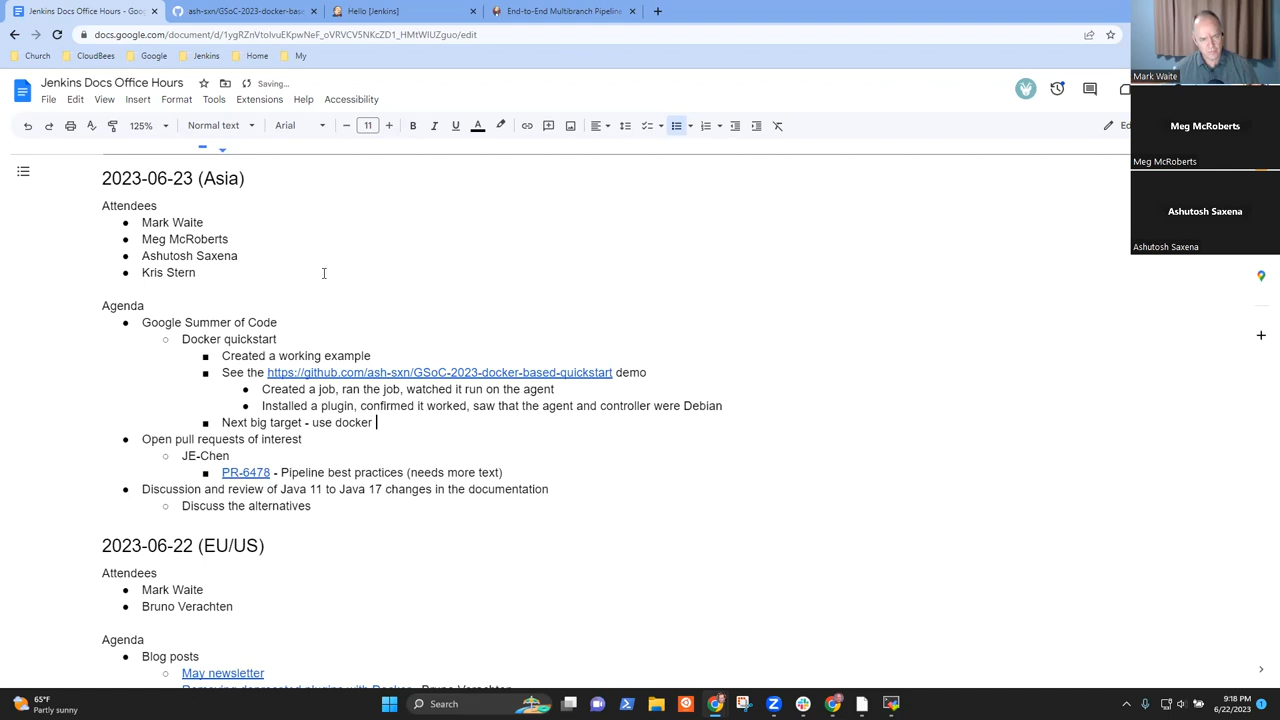 Jenkins Docs Office Hours - Goo
ash-sxn/GSoC-2023-docker-bas
Hello [Jenkins]
End-to-End Multibranch Pipeline
docs.google.com/document/d/1ygRZnVtoIvuEKpwNeF_oVRVCV5NKcZD1_HMtWIUZguo/edit
Church
CloudBees
Google
Jenkins
Home
My
Jenkins Docs Office Hours
Saving...
File Edit View Insert Format Tools Extensions Help Accessibility
125% Normal text Arial 11
2023-06-23 (Asia)
Attendees
● Mark Waite
● Meg McRoberts
● Ashutosh Saxena
● Kris Stern
Agenda
● Google Summer of Code
○ Docker quickstart
■ Created a working example
■ See the https://github.com/ash-sxn/GSoC-2023-docker-based-quickstart demo
● Created a job, ran the job, watched it run on the agent
● Installed a plugin, confirmed it worked, saw that the agent and controller were Debian
■ Next big target - use docker
● Open pull requests of interest
○ JE-Chen
■ PR-6478 - Pipeline best practices (needs more text)
● Discussion and review of Java 11 to Java 17 changes in the documentation
○ Discuss the alternatives
2023-06-22 (EU/US)
Attendees
● Mark Waite
● Bruno Verachten
Agenda
● Blog posts
○ May newsletter
Removing deprecated plugins with Docker - Bruno Verachten
Mark Waite
Meg McRoberts
Meg McRoberts
Ashutosh Saxena
Ashutosh Saxena
65°F
Partly sunny
Search
9:18 PM
6/22/2023